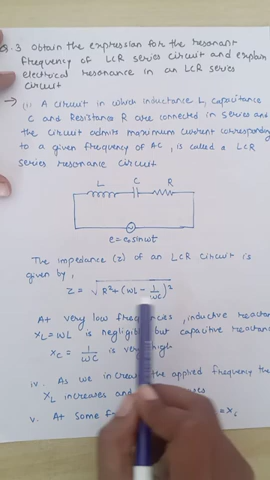 Q.3 Obtain the expression for the resonant
frequency of LCR series circuit and explain
electrical resonance in an LCR series
circuit
→ (i) A circuit in which inductance L, capacitance
C and Resistance R are connected in series and
the circuit admits maximum current corresponding
to a given frequency of AC, is called a LCR
series resonance circuit
L C R
e=e₀sinωt
The impedance (z) of an LCR circuit is
given by,
Z = √R²+(ωL-1/ωC)²
At very low frequencies, inductive reactan
XL=ωL is negligible but capacitive reactance
Xc = 1/ωC is very high
iv. As we increase the applied frequency the
XL increases and
v. At some